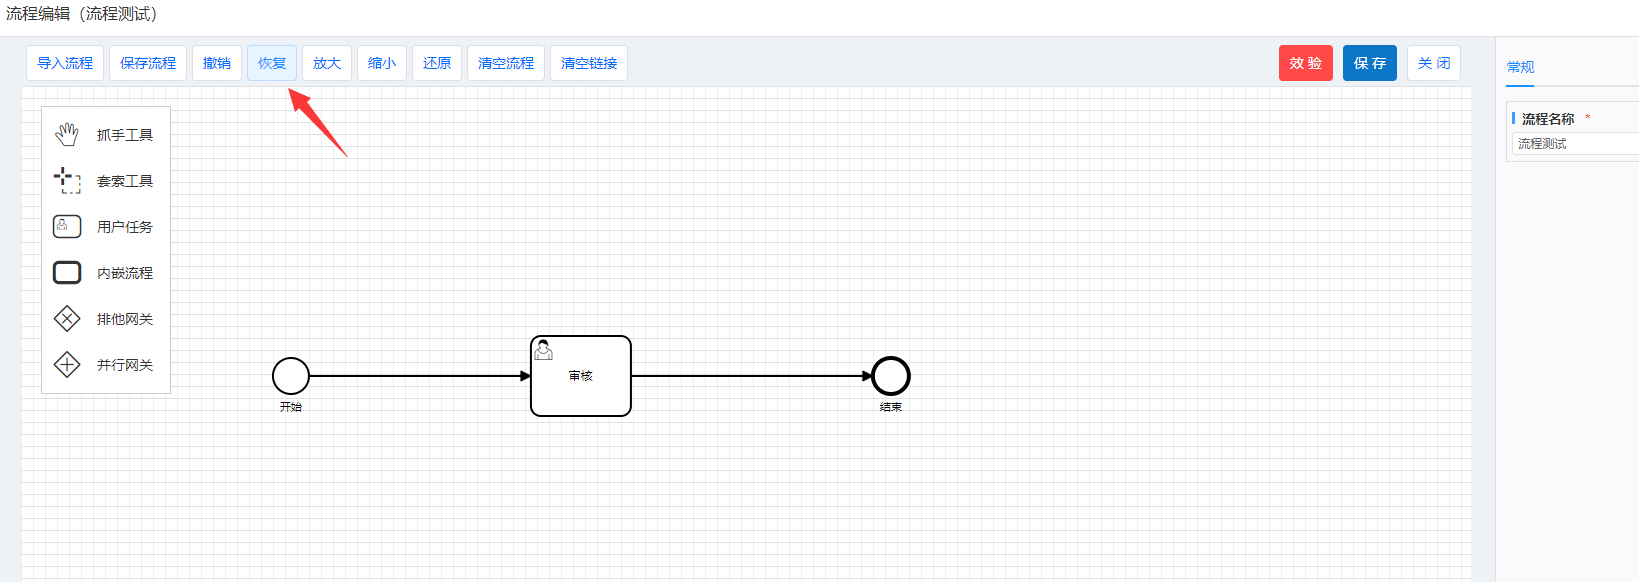 流程编辑（流程测试）
导入流程 保存流程 撤销 恢复 放大 缩小 还原 清空流程 清空链接 效验 保存 关闭
常规
流程名称 *
流程测试
抓手工具
套索工具
用户任务
内嵌流程
排他网关
并行网关
审核
开始
结束